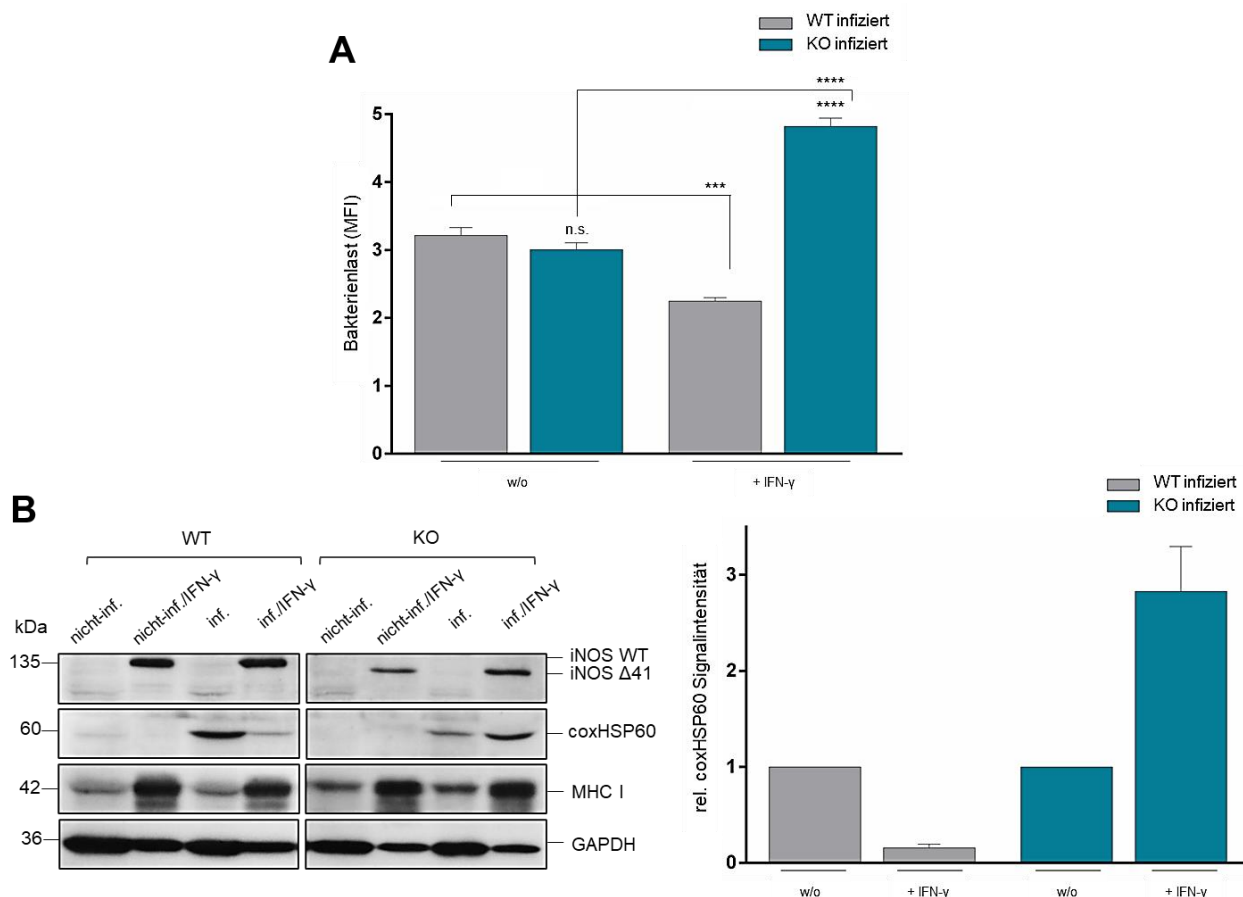 WT infiziert
KO infiziert
A
****
****
5
4
***
n.s.
3
2
1
0
Bakterienlast (MFI)
w/o + IFN-γ
B
WT KO
kDa nicht-inf. nicht-inf./IFN-γ inf. inf./IFN-γ nicht-inf. nicht-inf./IFN-γ inf. inf./IFN-γ
135 iNOS WT
iNOS Δ41
60 coxHSP60
42 MHC I
36 GAPDH
WT infiziert
KO infiziert
rel. coxHSP60 Signalintensität
3
2
1
0
w/o + IFN-γ w/o + IFN-γ